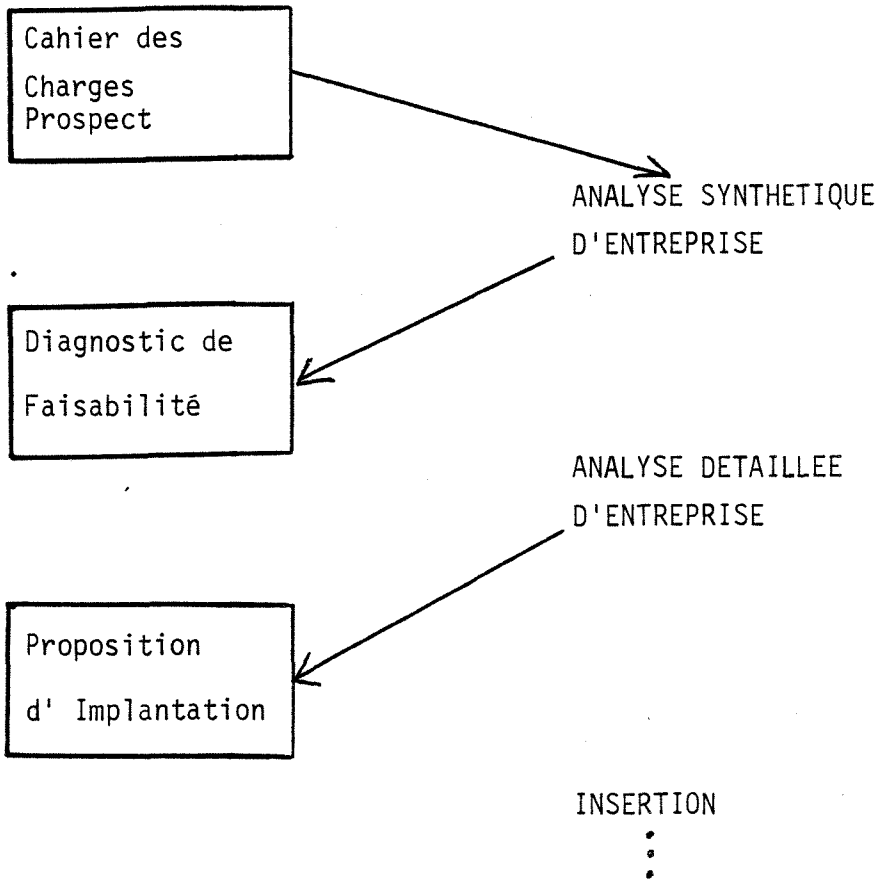 Cahier des
Charges
Prospect
ANALYSE SYNTHETIQUE
D'ENTREPRISE
Diagnostic de
Faisabilité
ANALYSE DETAILLEE
D'ENTREPRISE
Proposition
d' Implantation
INSERTION